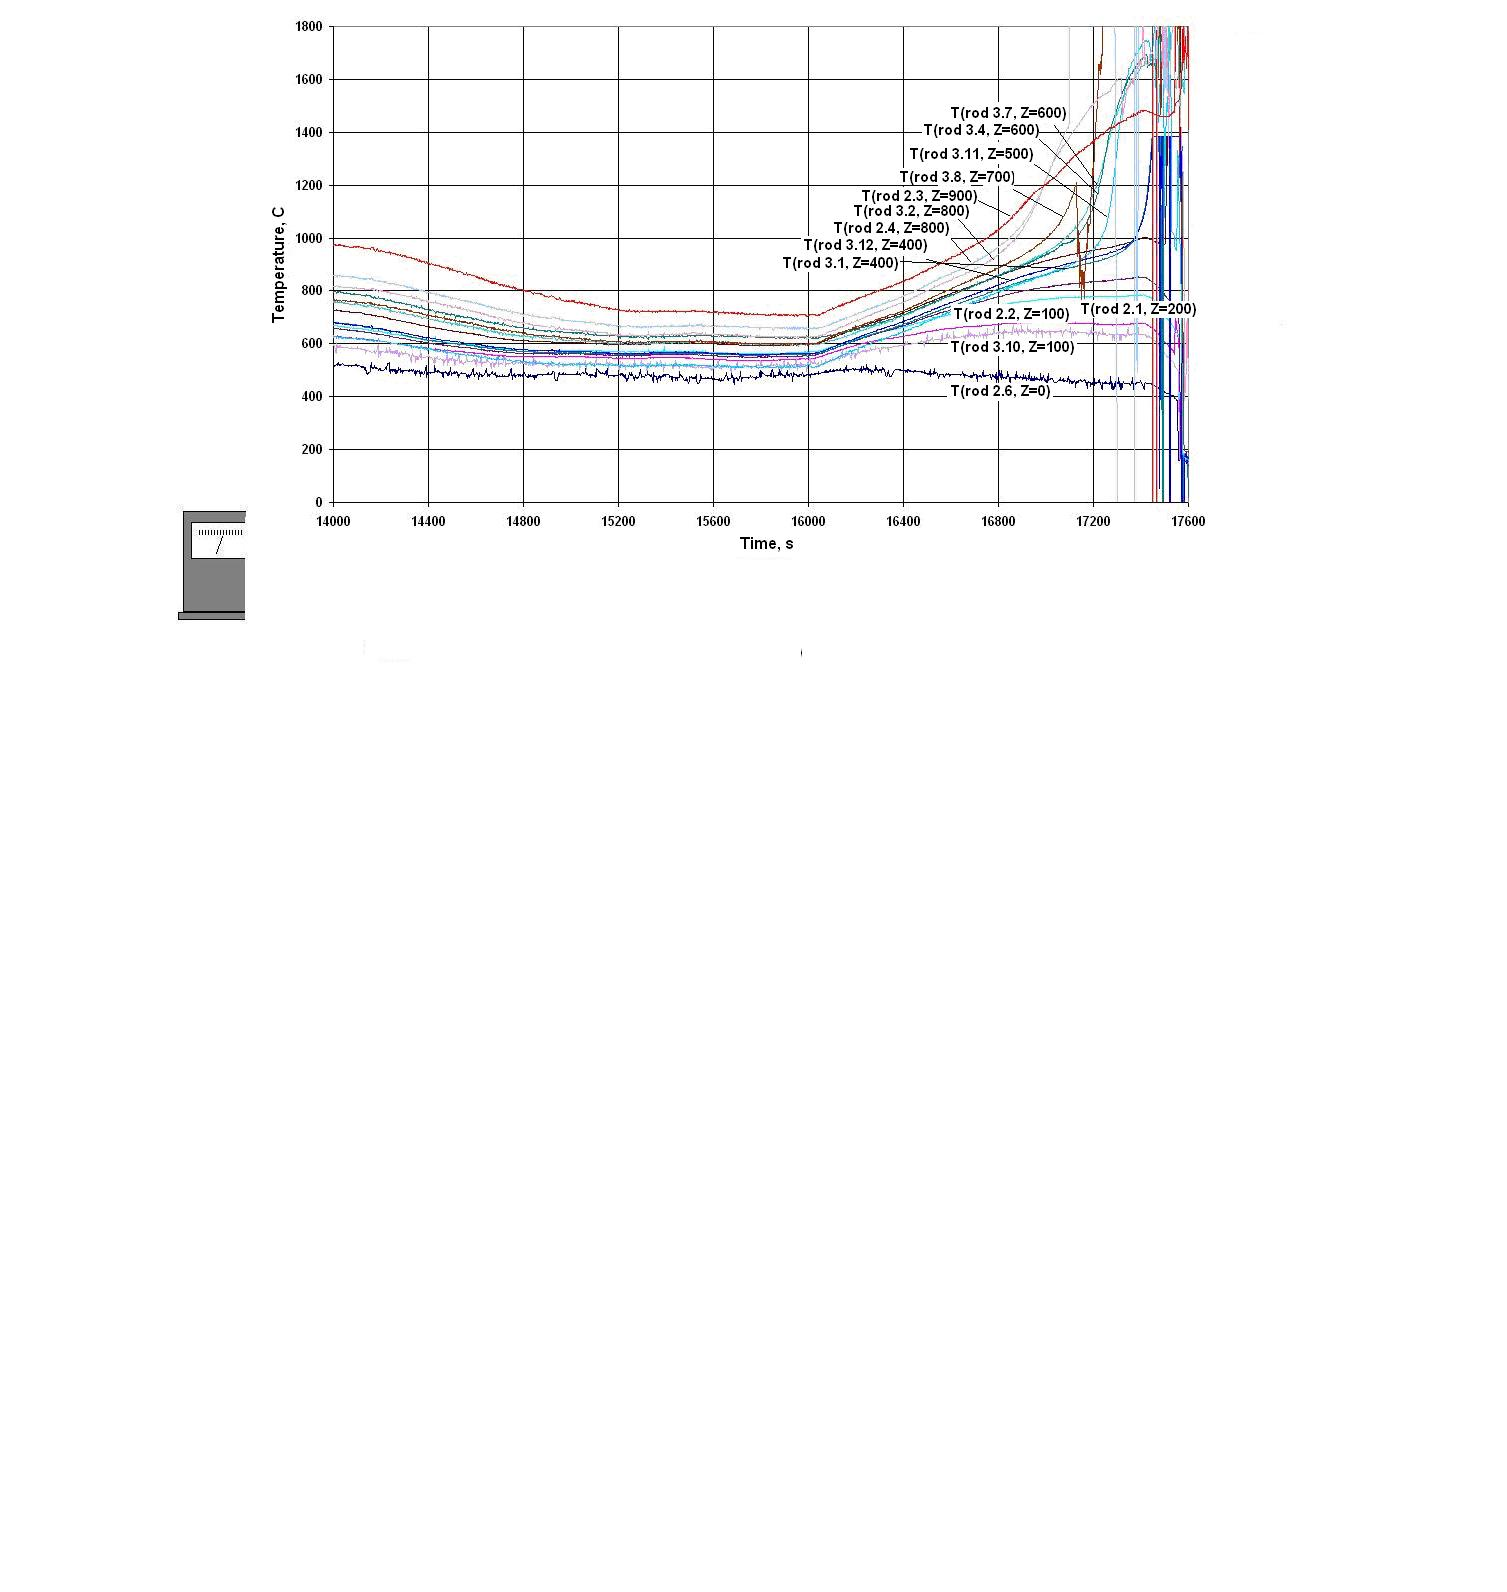 1800
1600
1400
1200
1000
800
600
400
200
0
Temperature, C
T(rod 3.7, Z=600)
T(rod 3.4, Z=600)
T(rod 3.11, Z=500)
T(rod 3.8, Z=700)
T(rod 2.3, Z=900)
T(rod 3.2, Z=800)
T(rod 2.4, Z=800)
T(rod 3.12, Z=400)
T(rod 3.1, Z=400)
T(rod 2.1, Z=200)
T(rod 2.2, Z=100)
T(rod 3.10, Z=100)
T(rod 2.6, Z=0)
14000 14400 14800 15200 15600 16000 16400 16800 17200 17600
Time, s